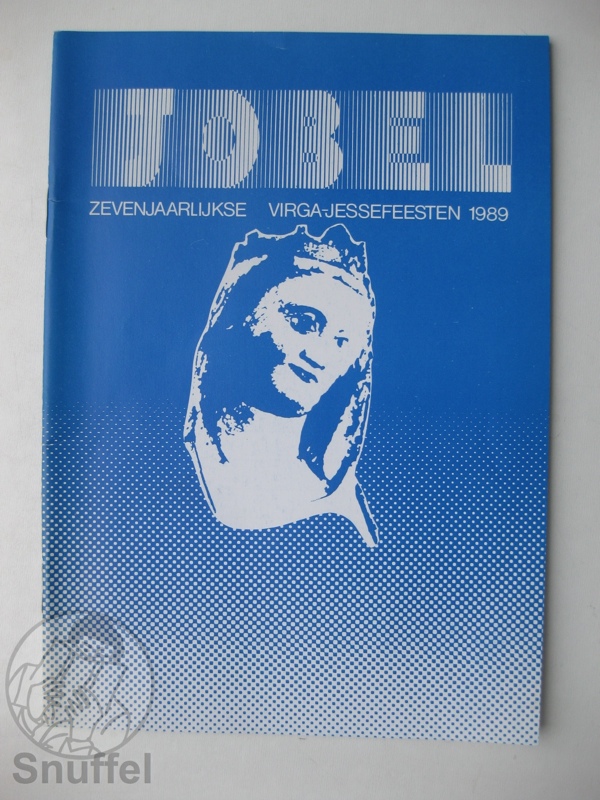 JOBEL
ZEVENJAARLIJKSE VIRGA-JESSEFEESTEN 1989
Snuffel